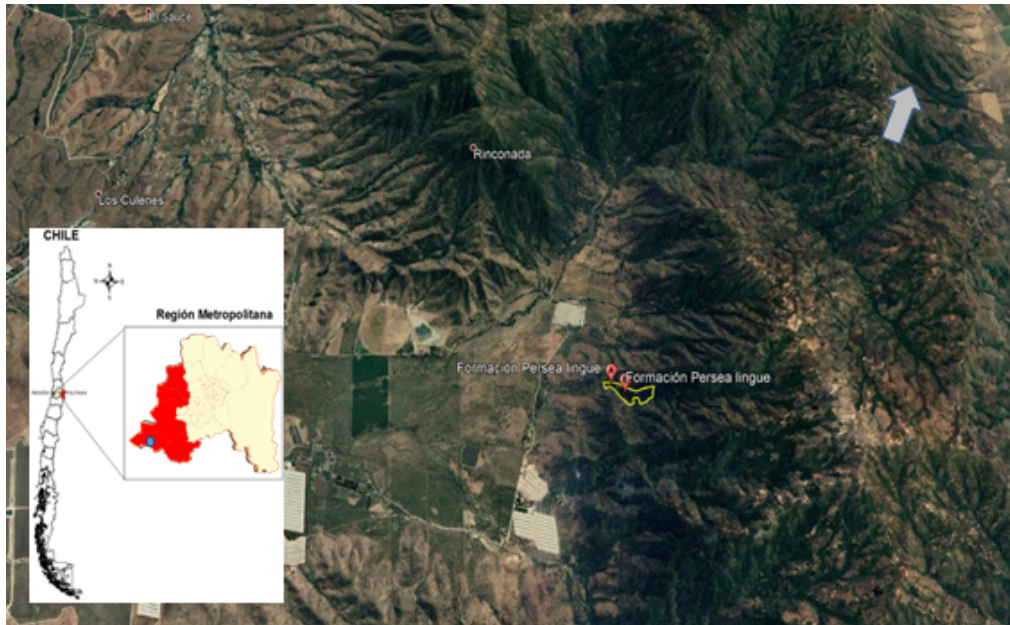 El Sauce
Rinconada
Los Culenes
CHILE
N
Región Metropolitana
Formación Persea lingue
Formación Persea lingue